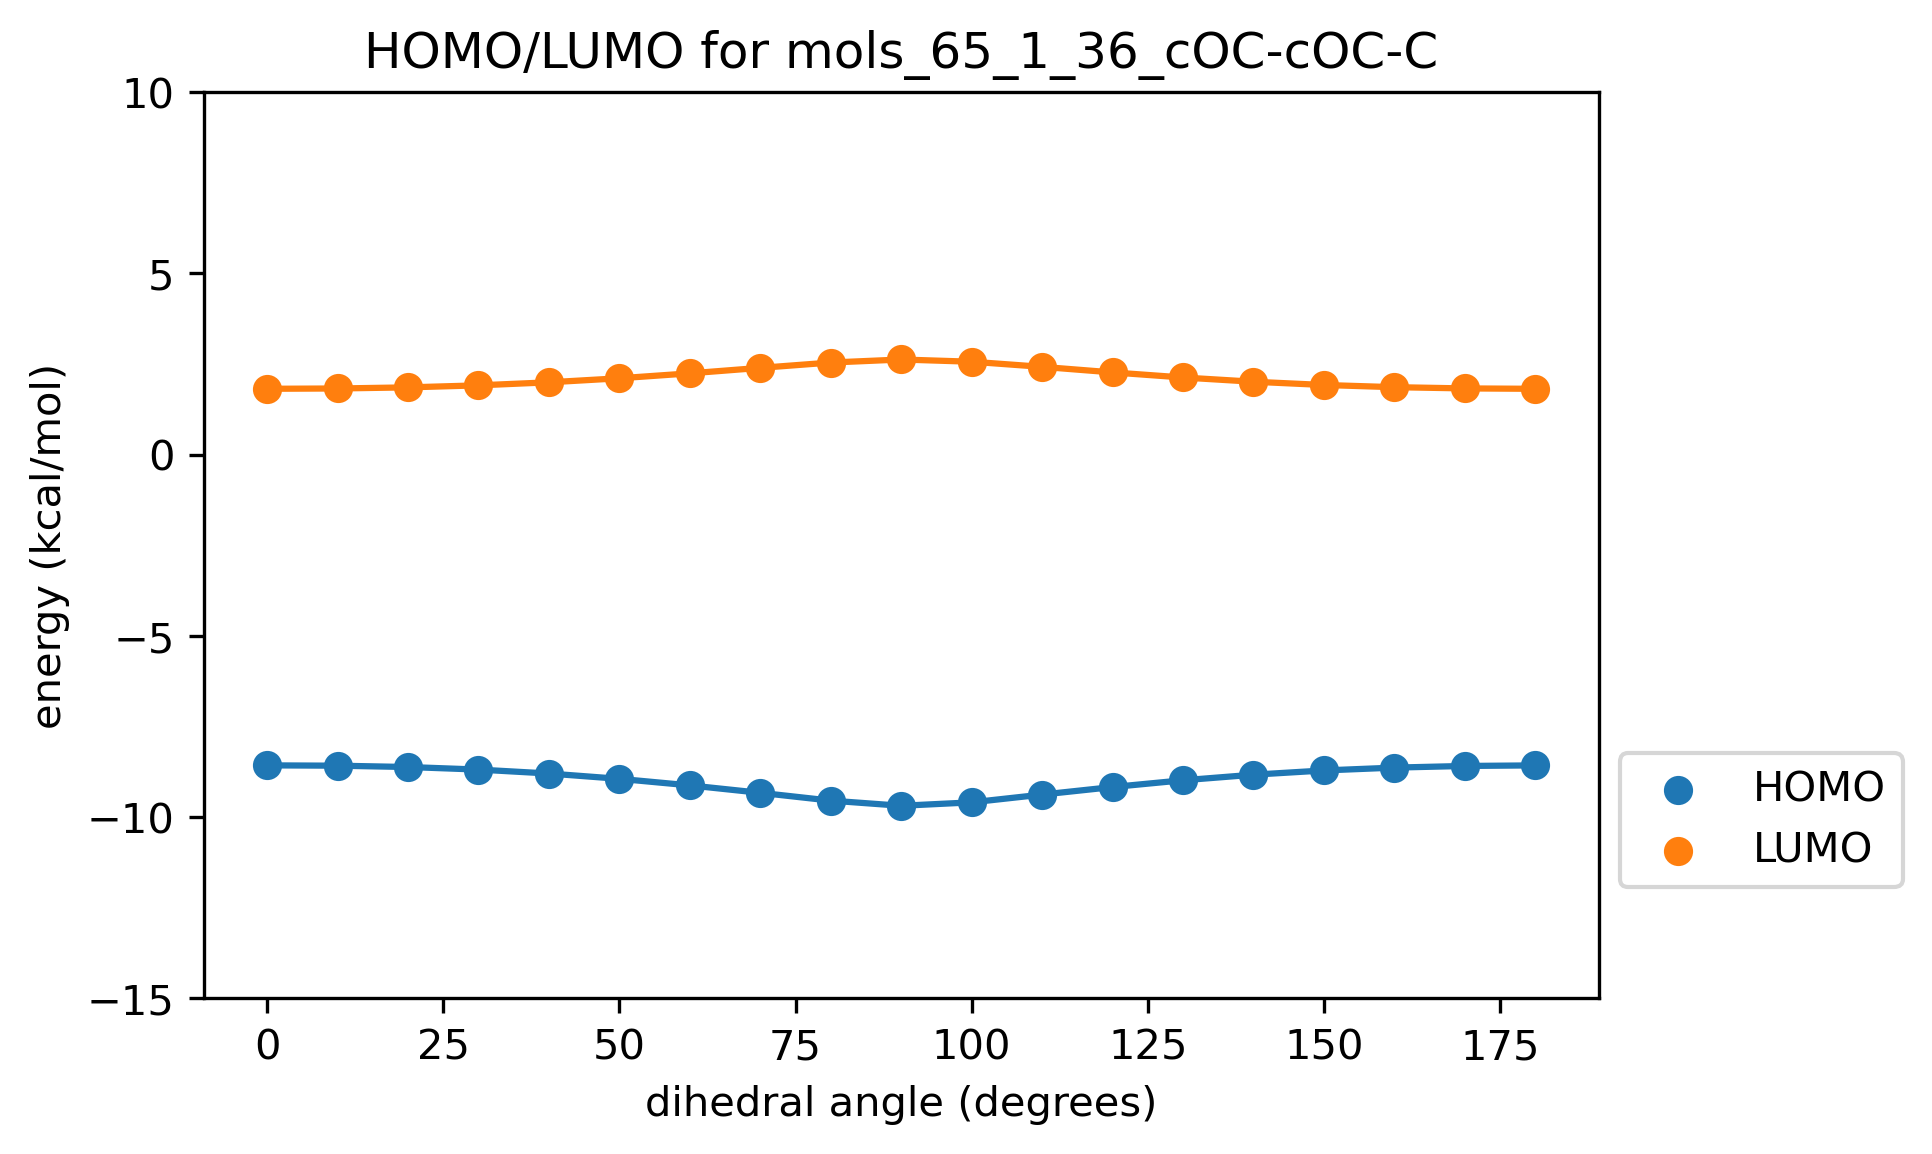 HOMO/LUMO for mols_65_1_36_cOC-cOC-C
10
5
0
−5
−10
−15
energy (kcal/mol)
0 25 50 75 100 125 150 175
dihedral angle (degrees)
HOMO
LUMO